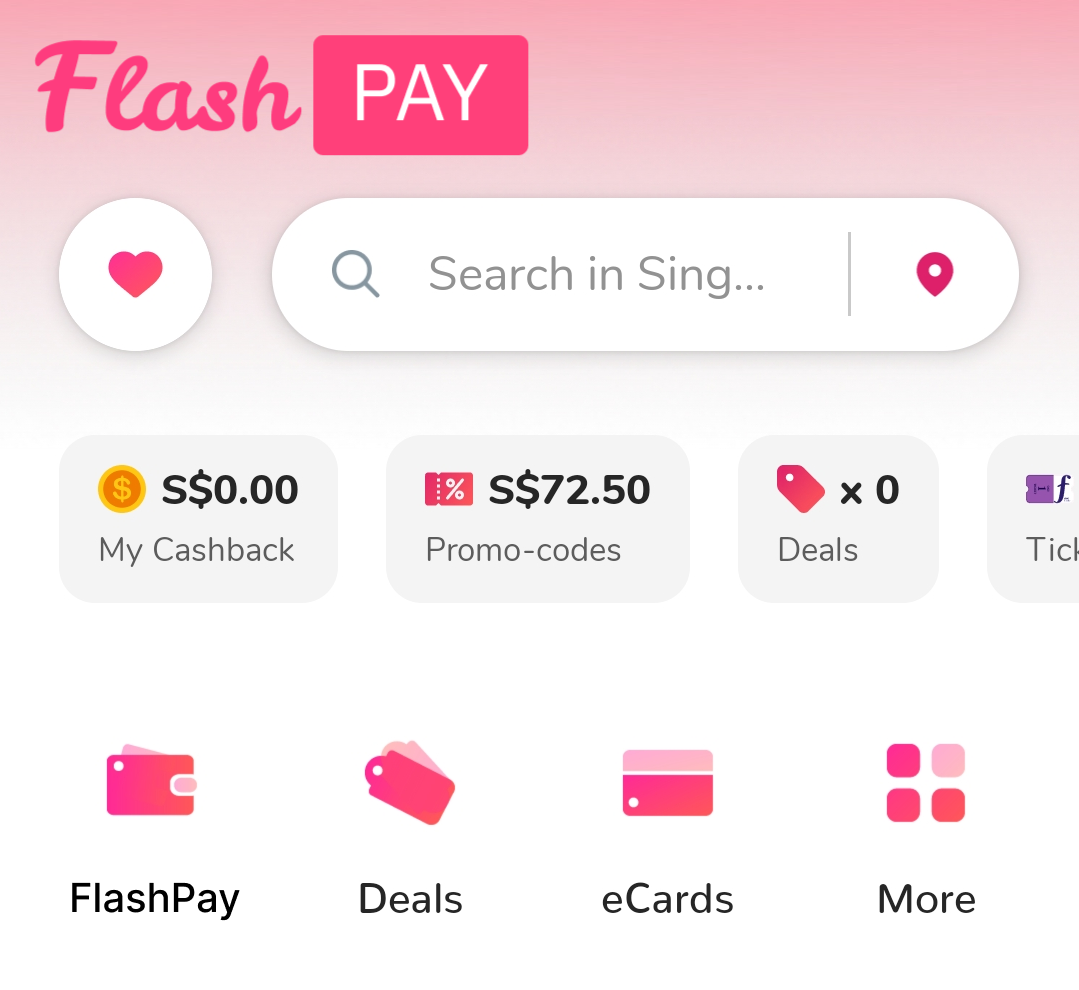 Flash PAY
Search in Sing...
S$0.00
My Cashback
S$72.50
Promo-codes
x 0
Deals
FlashPay
Deals
eCards
More